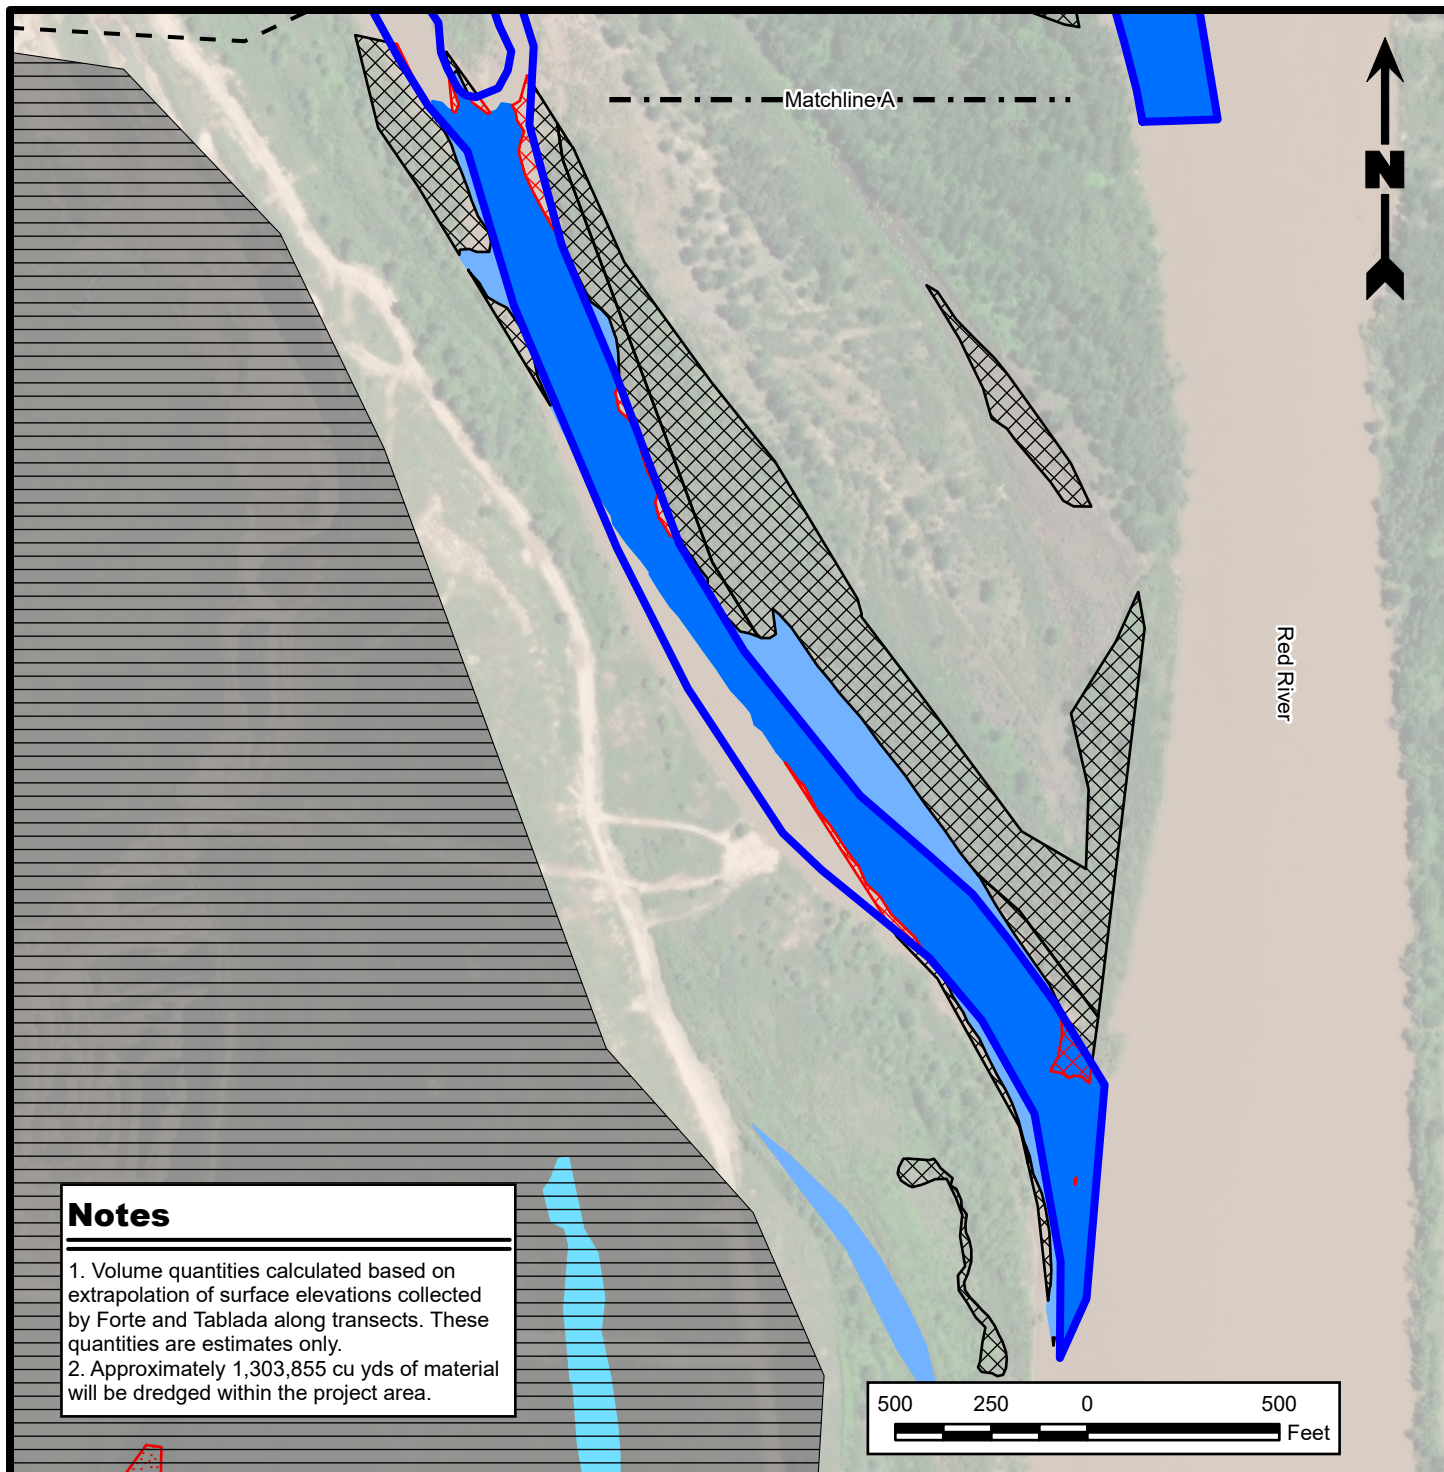 Matchline A
N
Red River
Notes
1. Volume quantities calculated based on
extrapolation of surface elevations collected
by Forte and Tablada along transects. These
quantities are estimates only.
2. Approximately 1,303,855 cu yds of material
will be dredged within the project area.
500 250 0 500
Feet